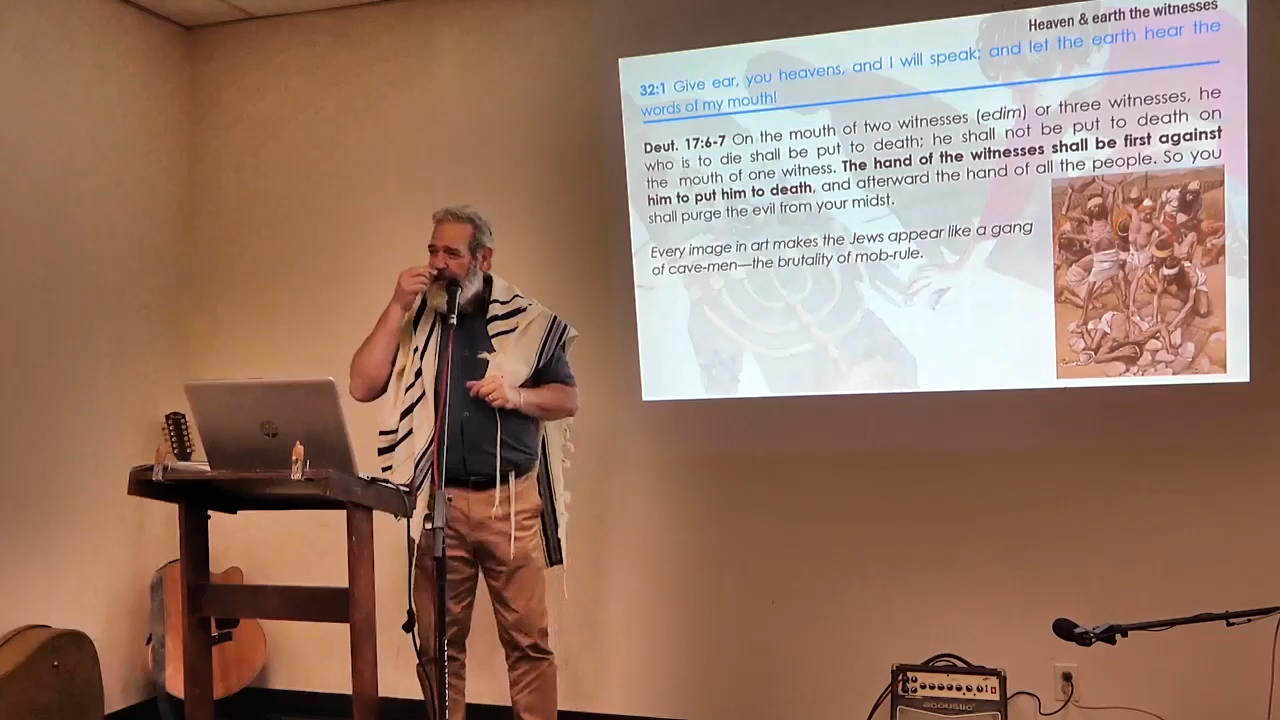 Heaven & earth the witnesses
32:1 Give ear, you heavens, and I will speak; and let the earth hear the
words of my mouth!
Deut. 17:6-7 On the mouth of two witnesses (edim) or three witnesses, he
who is to die shall be put to death; he shall not be put to death on
the mouth of one witness. The hand of the witnesses shall be first against
him to put him to death, and afterward the hand of all the people. So you
shall purge the evil from your midst.
Every image in art makes the Jews appear like a gang
of cave-men—the brutality of mob-rule.
hp
acoustic